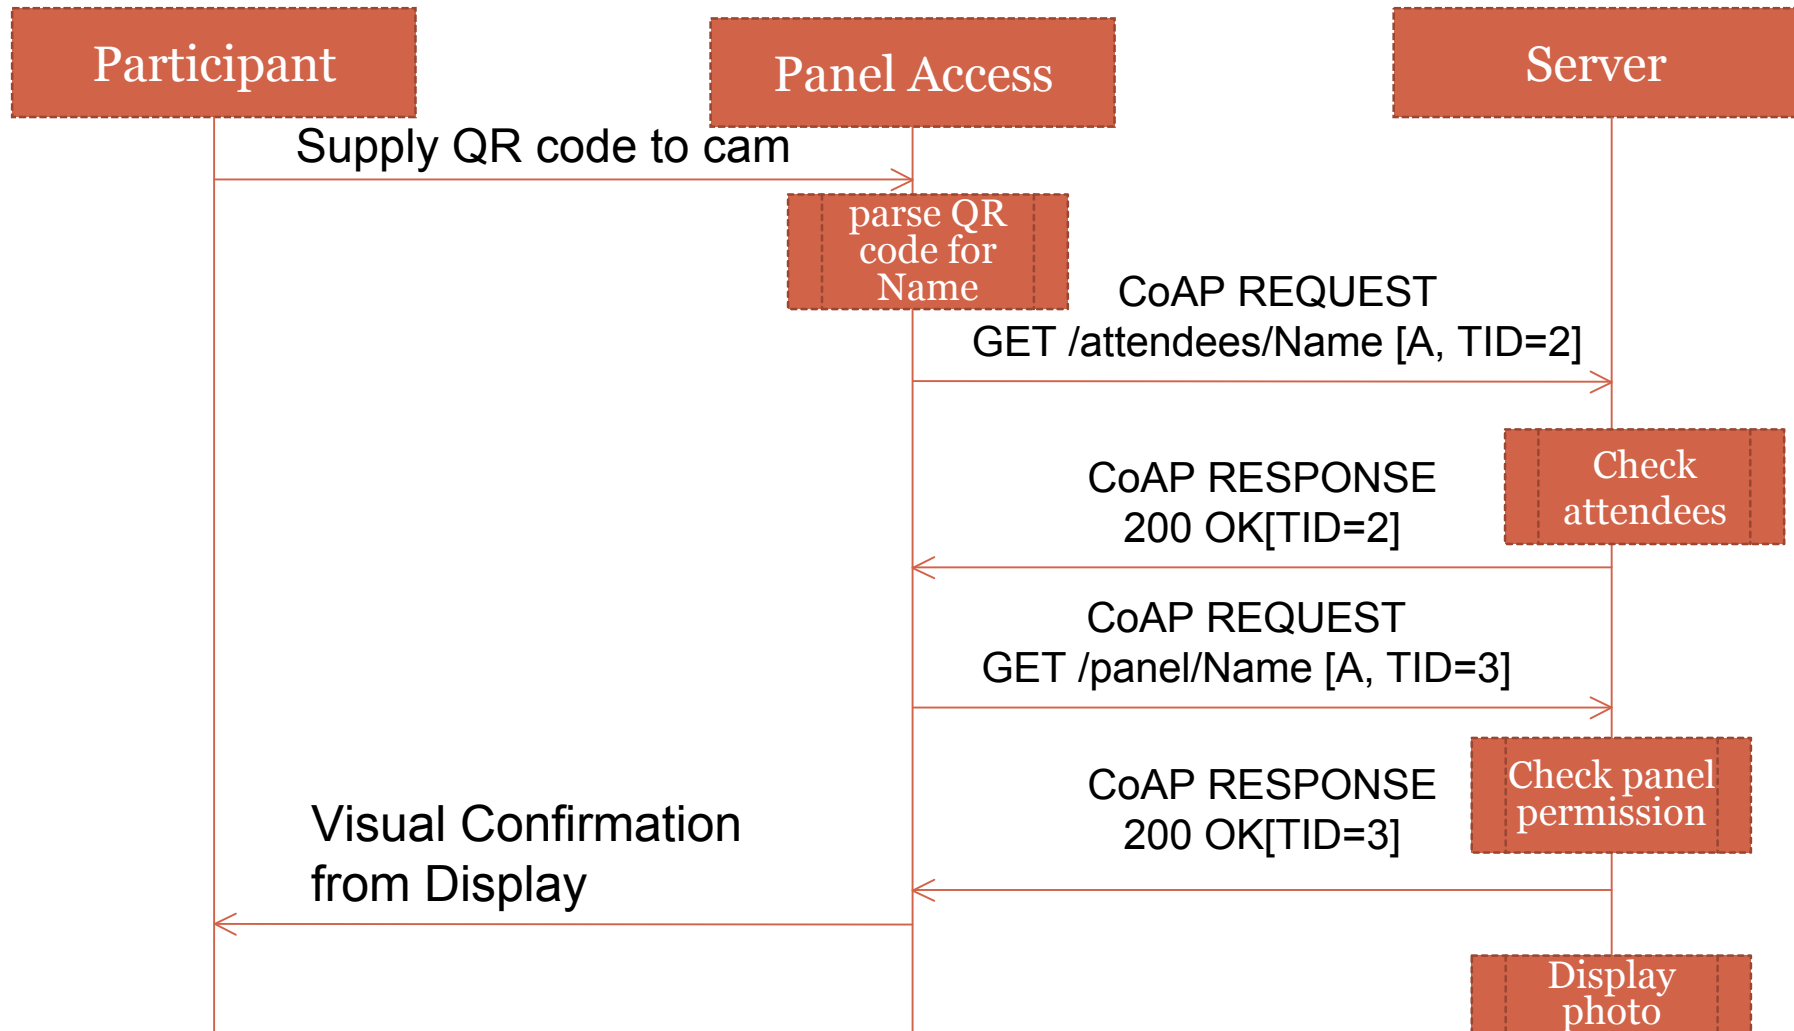 Participant
Panel Access
Server
Supply QR code to cam
parse QR
code for
Name
CoAP REQUEST
GET /attendees/Name [A, TID=2]
Check
attendees
CoAP RESPONSE
200 OK[TID=2]
CoAP REQUEST
GET /panel/Name [A, TID=3]
Check panel
permission
CoAP RESPONSE
200 OK[TID=3]
Visual Confirmation
from Display
Display
photo